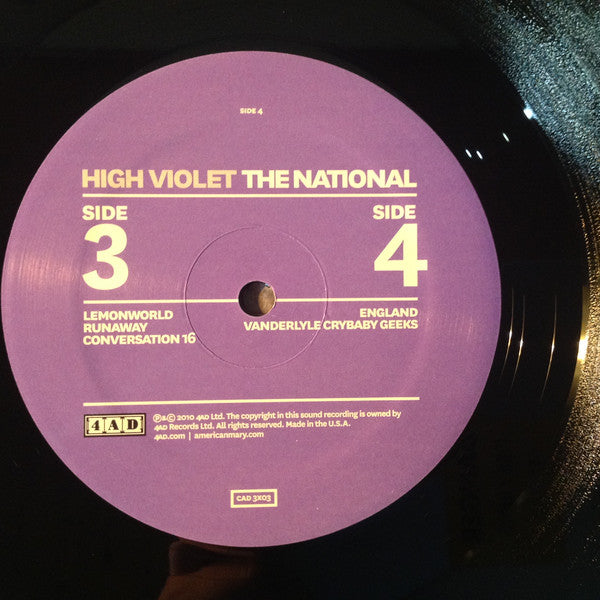 SIDE 4
HIGH VIOLET THE NATIONAL
SIDE
3
SIDE
4
LEMONWORLD
RUNAWAY
CONVERSATION 16
ENGLAND
VANDERLYLE CRYBABY GEEKS
4AD
℗&© 2010 4AD Ltd. The copyright in this sound recording is owned by
4AD Records Ltd. All rights reserved. Made in the U.S.A.
4AD.com | americanmary.com
CAD 3X03